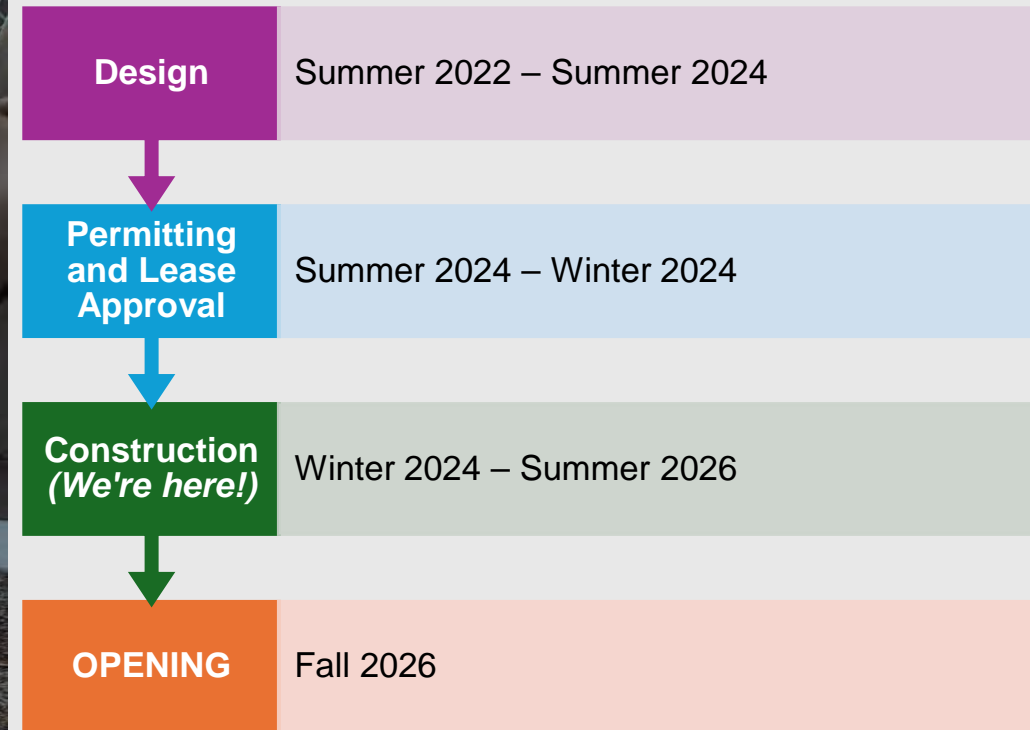 Design
Summer 2022 – Summer 2024
Permitting
and Lease
Approval
Summer 2024 – Winter 2024
Construction
(We're here!)
Winter 2024 – Summer 2026
OPENING
Fall 2026